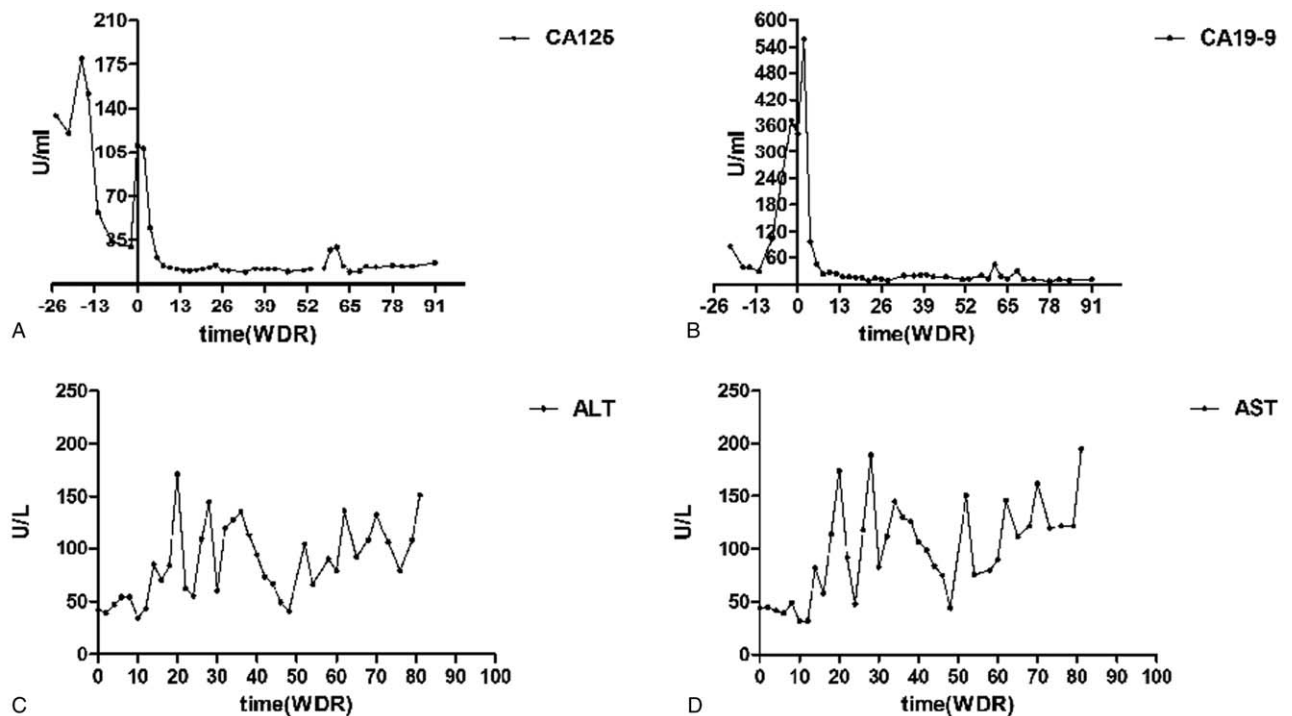 210
175
140
105
70
35
U/ml
-26 -13 0 13 26 39 52 65 78 91
time(WDR)
CA125
A
600
540
480
420
360
300
240
180
120
60
U/ml
-26 -13 0 13 26 39 52 65 78 91
time(WDR)
CA19-9
B
250
200
150
100
50
0
U/L
0 10 20 30 40 50 60 70 80 90 100
time(WDR)
ALT
C
250
200
150
100
50
0
U/L
0 10 20 30 40 50 60 70 80 90 100
time(WDR)
AST
D